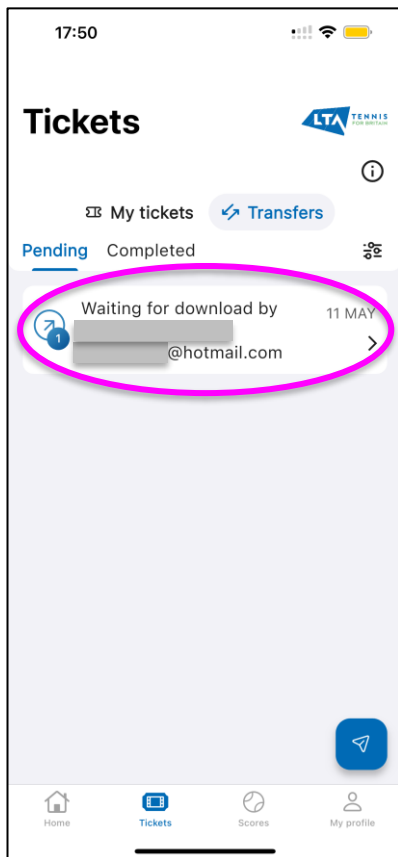 17:50
Tickets
LTA TENNIS
FOR BRITAIN
My tickets
Transfers
Pending
Completed
Waiting for download by
11 MAY
1
@hotmail.com
Home
Tickets
Scores
My profile